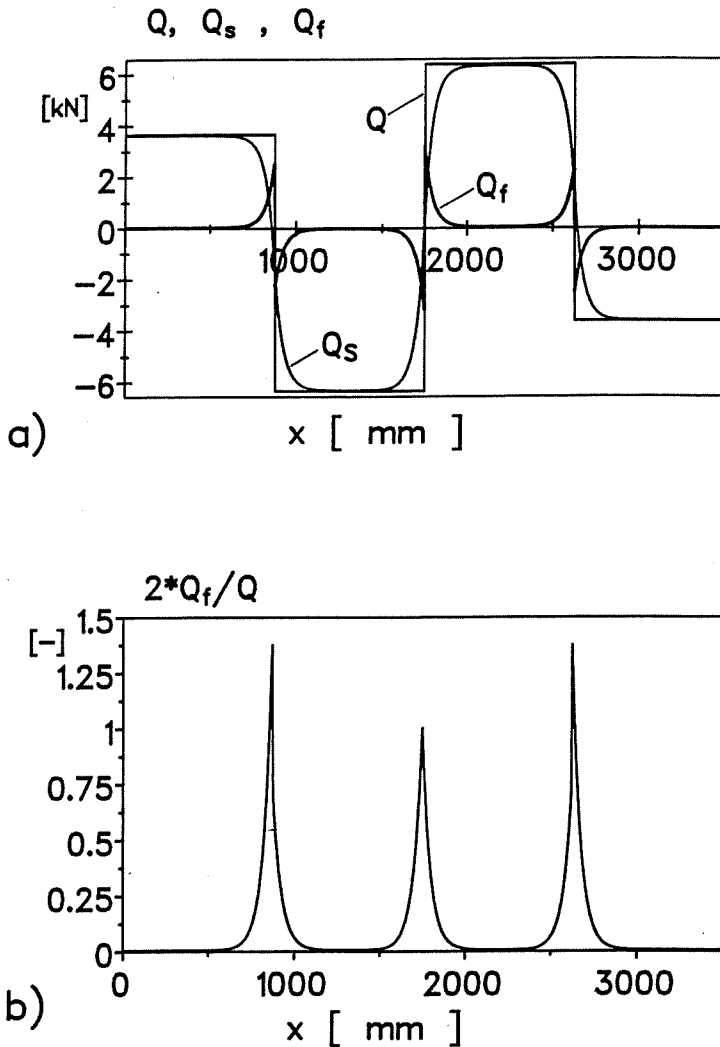 Q, Qs , Qf
6
[kN]
4
Q
2
Qf
0
1000 2000 3000
−2
−4
Qs
−6
a)
x [ mm ]
2*Qf/Q
1.5
[−]
1.25
1
0.75
0.5
0.25
0
0 1000 2000 3000
b)
x [ mm ]